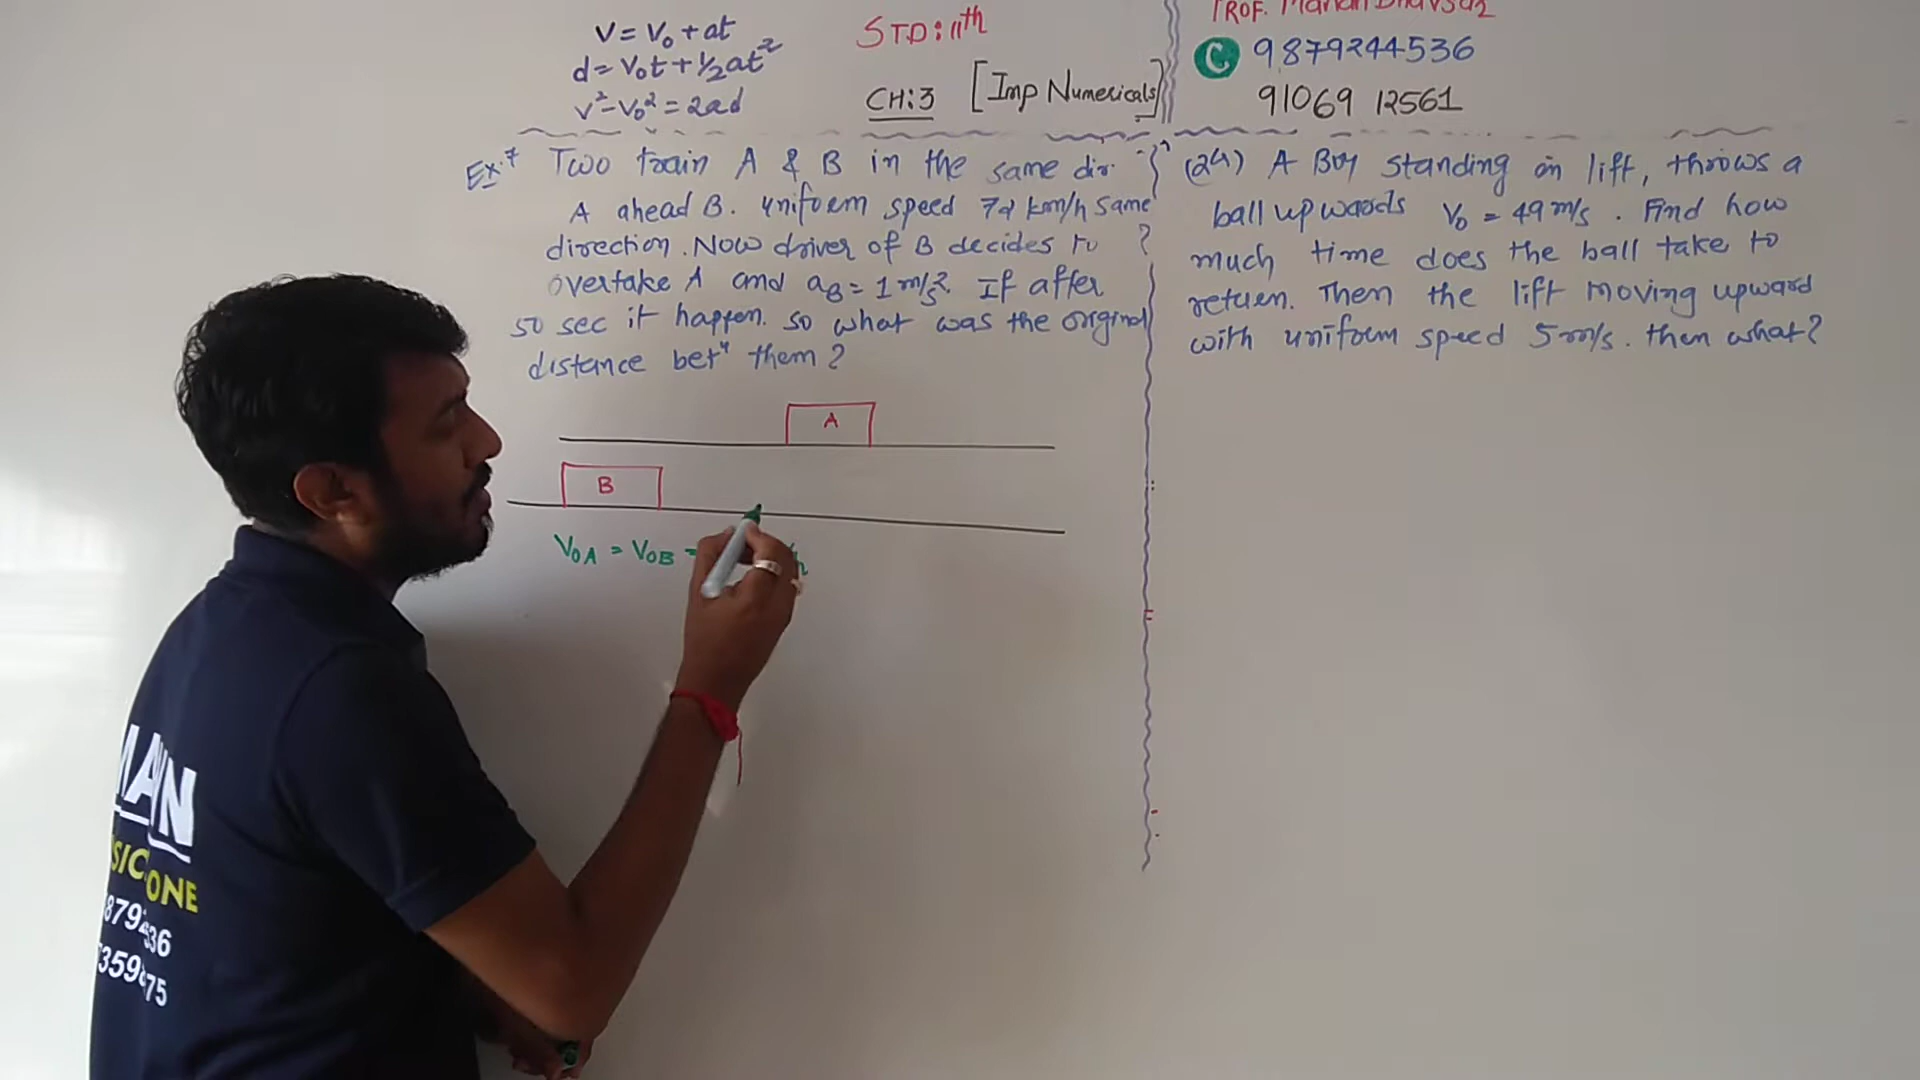 V = V₀ + at
d = V₀t + ½at²
v² - V₀² = 2ad
STD: 11th
CH: 3 [Imp Numericals]
PROF. Manan Bhavsar
C 9879244536
91069 12561
Ex.7 Two train A & B in the same dir.
A ahead B. Uniform speed 72 km/h same
direction. Now driver of B decides to
overtake A and aB = 1 m/s². If after
50 sec it happen. so what was the original
distance betⁿ them?
A
B
V0A = V0B =
(24) A Boy standing on lift, throws a
ball upwards V₀ = 49 m/s. Find how
much time does the ball take to
return. Then the lift moving upward
with uniform speed 5 m/s. then what?
ONE